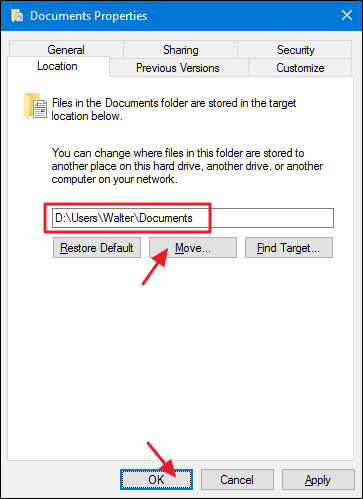 Documents Properties
General Sharing Security
Location Previous Versions Customize
Files in the Documents folder are stored in the target
location below.
You can change where files in this folder are stored to
another place on this hard drive, another drive, or another
computer on your network.
D:\Users\Walter\Documents
Restore Default Move... Find Target...
OK Cancel Apply